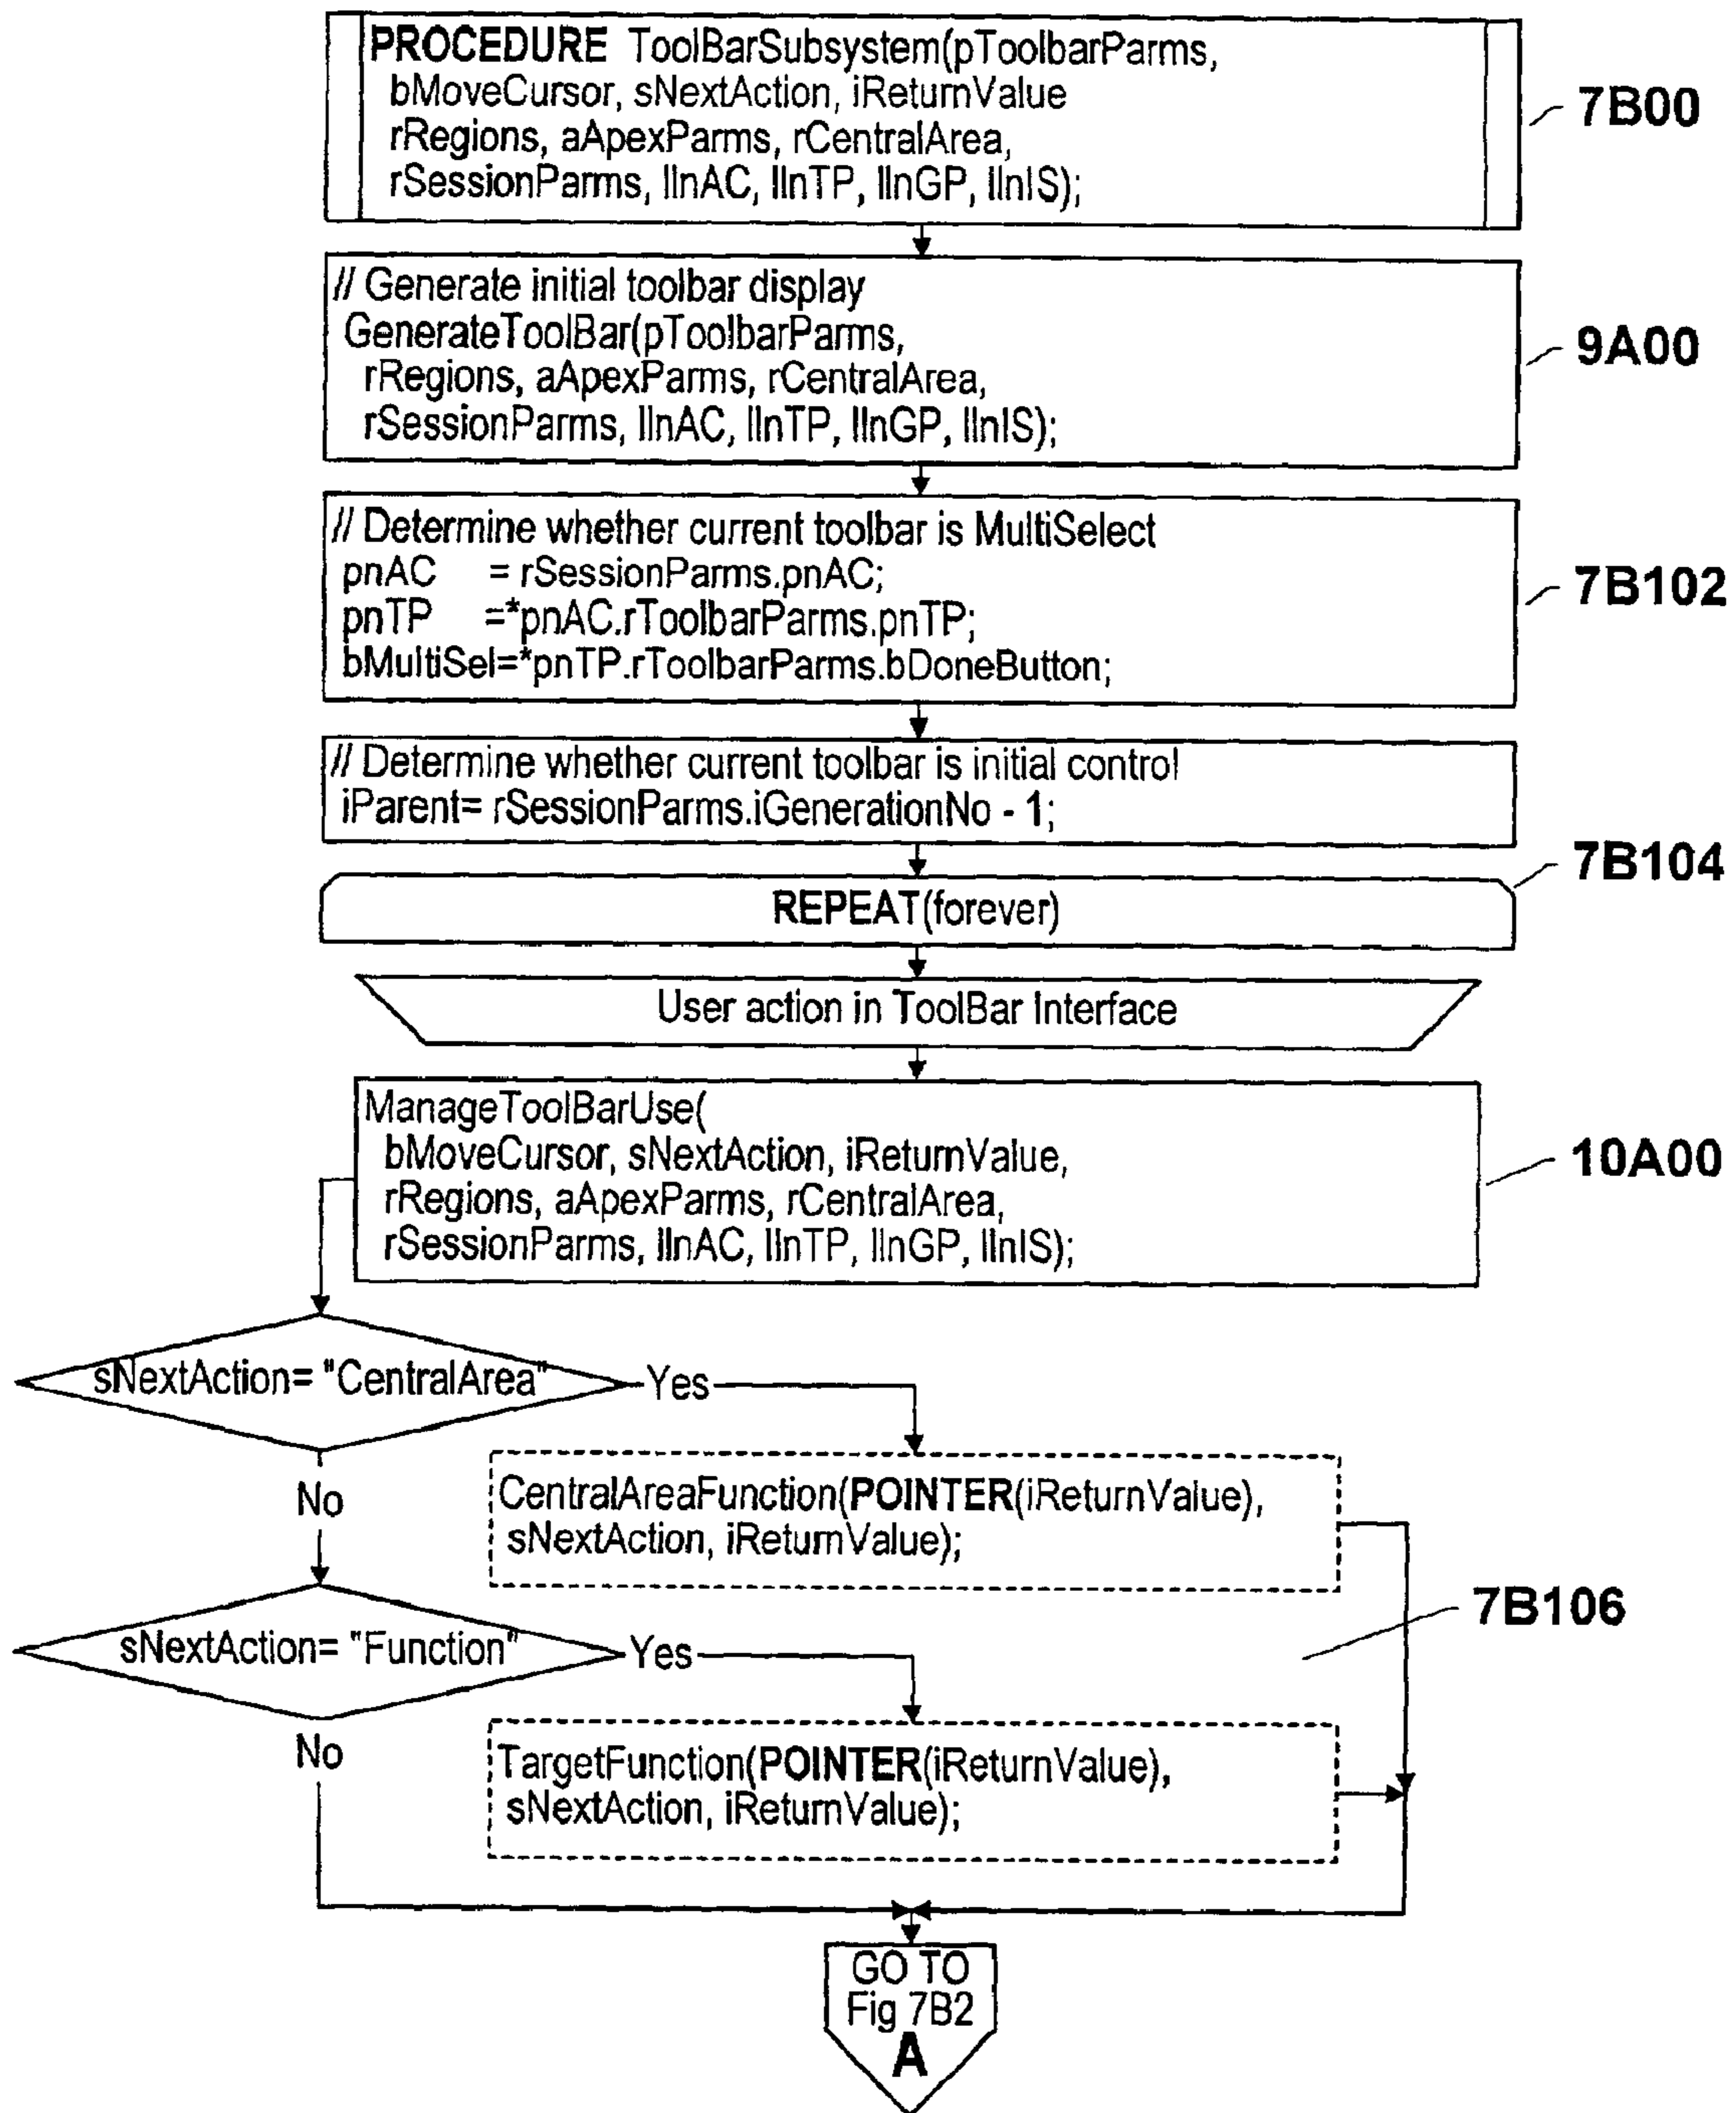 PROCEDURE ToolBarSubsystem(pToolbarParms,
bMoveCursor, sNextAction, iReturnValue
rRegions, aApexParms, rCentralArea,
rSessionParms, llnAC, llnTP, llnGP, llnIS);
7B00
// Generate initial toolbar display
GenerateToolBar(pToolbarParms,
rRegions, aApexParms, rCentralArea,
rSessionParms, llnAC, llnTP, llnGP, llnIS);
9A00
// Determine whether current toolbar is MultiSelect
pnAC = rSessionParms.pnAC;
pnTP =*pnAC.rToolbarParms.pnTP;
bMultiSel=*pnTP.rToolbarParms.bDoneButton;
7B102
// Determine whether current toolbar is initial control
iParent= rSessionParms.iGenerationNo - 1;
7B104
REPEAT(forever)
User action in ToolBar Interface
ManageToolBarUse(
bMoveCursor, sNextAction, iReturnValue,
rRegions, aApexParms, rCentralArea,
rSessionParms, llnAC, llnTP, llnGP, llnIS);
10A00
sNextAction= "CentralArea"
Yes
No
CentralAreaFunction(POINTER(iReturnValue),
sNextAction, iReturnValue);
7B106
sNextAction= "Function"
Yes
No
TargetFunction(POINTER(iReturnValue),
sNextAction, iReturnValue);
GO TO
Fig 7B2
A